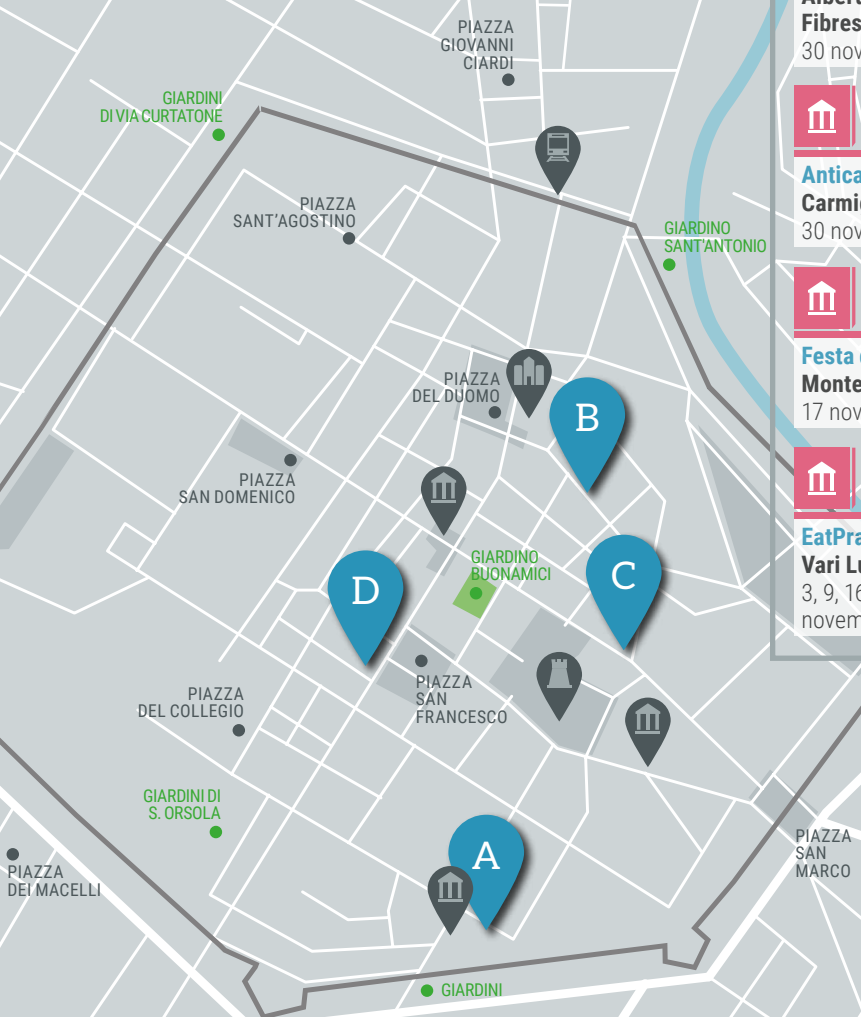 PIAZZA
GIOVANNI
CIARDI
GIARDINI
DI VIA CURTATONE
PIAZZA
SANT'AGOSTINO
GIARDINO
SANT'ANTONIO
PIAZZA
DEL DUOMO
B
PIAZZA
SAN DOMENICO
GIARDINO
BUONAMICI
C
D
PIAZZA
SAN
FRANCESCO
PIAZZA
DEL COLLEGIO
GIARDINI DI
S. ORSOLA
A
PIAZZA
DEI MACELLI
PIAZZA
SAN
MARCO
GIARDINI
Fibres
30 nov
Antica
Carmi
30 nov
Festa
Monte
17 nov
EatPra
Vari Lu
3, 9, 16
novem